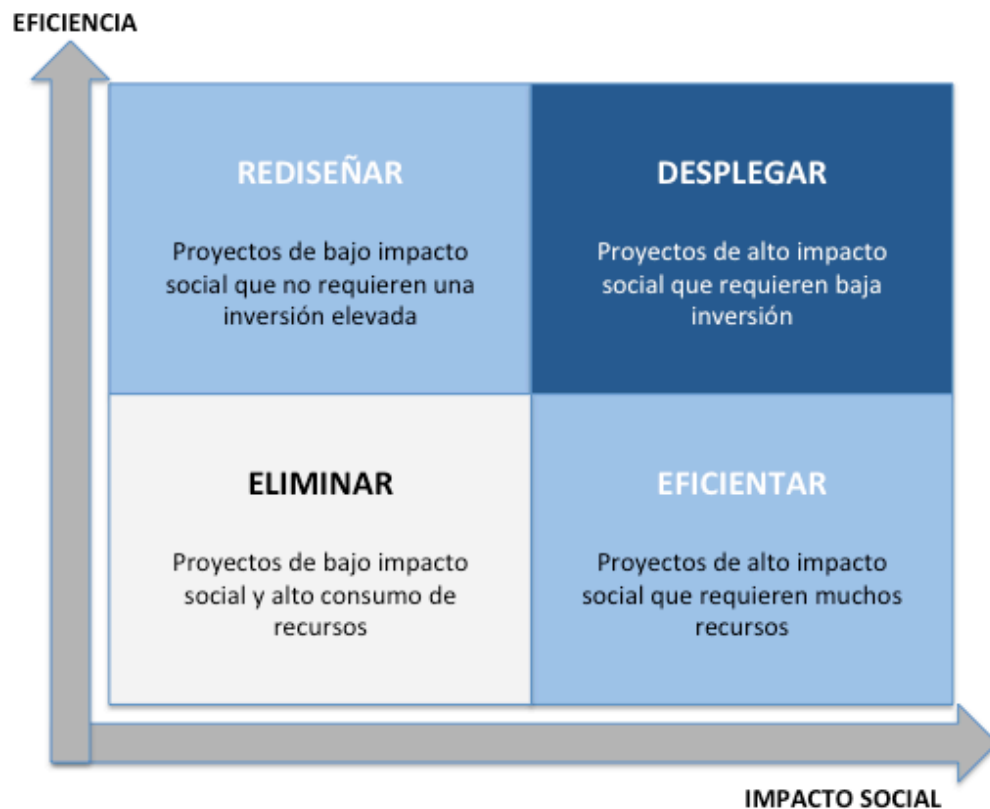 EFICIENCIA
REDISEÑAR
Proyectos de bajo impacto
social que no requieren una
inversión elevada
DESPLEGAR
Proyectos de alto impacto
social que requieren baja
inversión
ELIMINAR
Proyectos de bajo impacto
social y alto consumo de
recursos
EFICIENTAR
Proyectos de alto impacto
social que requieren muchos
recursos
IMPACTO SOCIAL